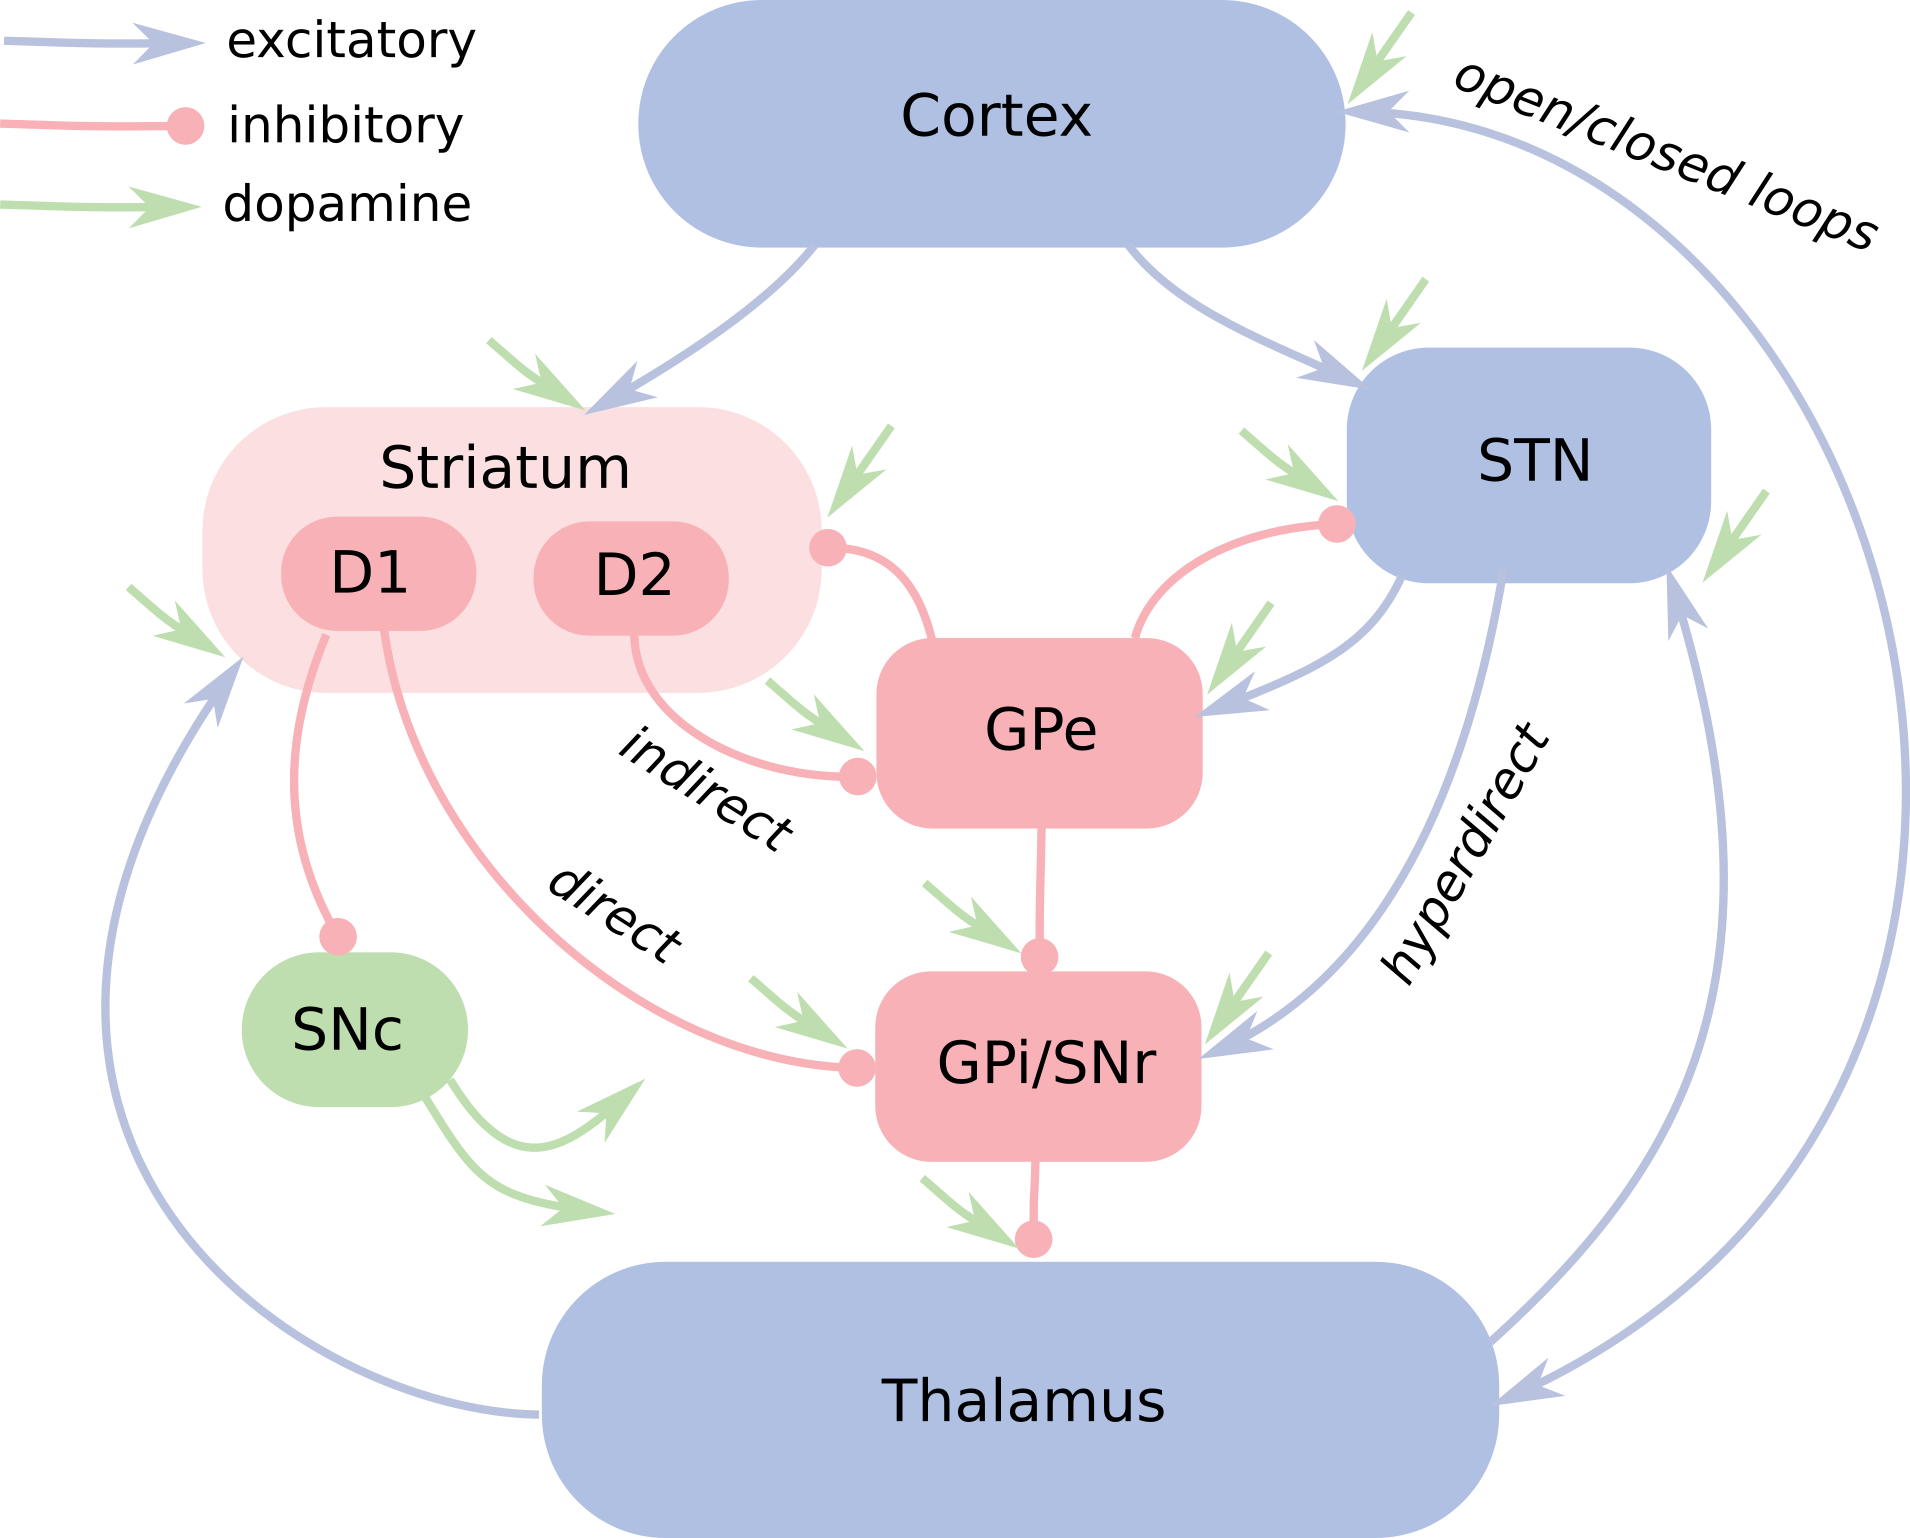 excitatory
inhibitory
dopamine
Cortex
open/closed loops
Striatum
D1
D2
STN
GPe
indirect
direct
hyperdirect
SNc
GPi/SNr
Thalamus